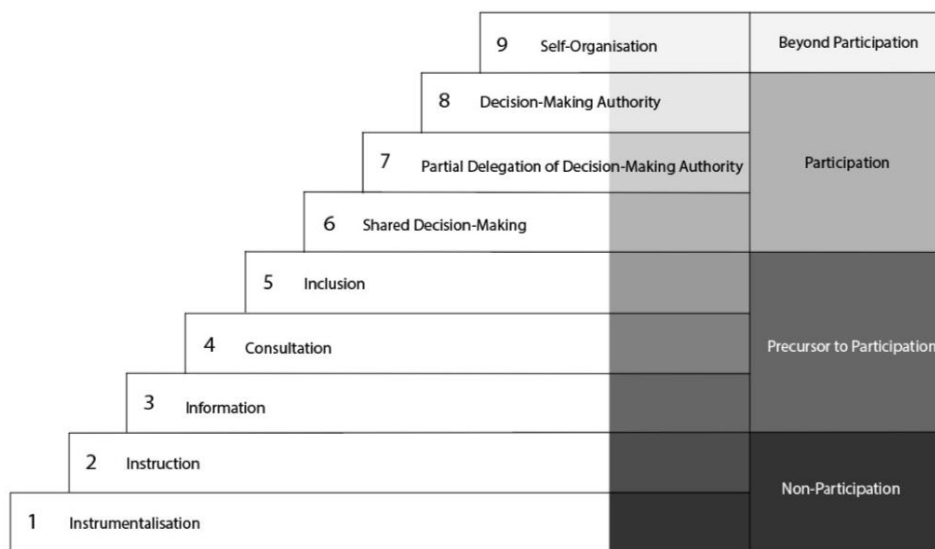 9 Self-Organisation Beyond Participation
8 Decision-Making Authority
7 Partial Delegation of Decision-Making Authority Participation
6 Shared Decision-Making
5 Inclusion
4 Consultation Precursor to Participation
3 Information
2 Instruction
Non-Participation
1 Instrumentalisation